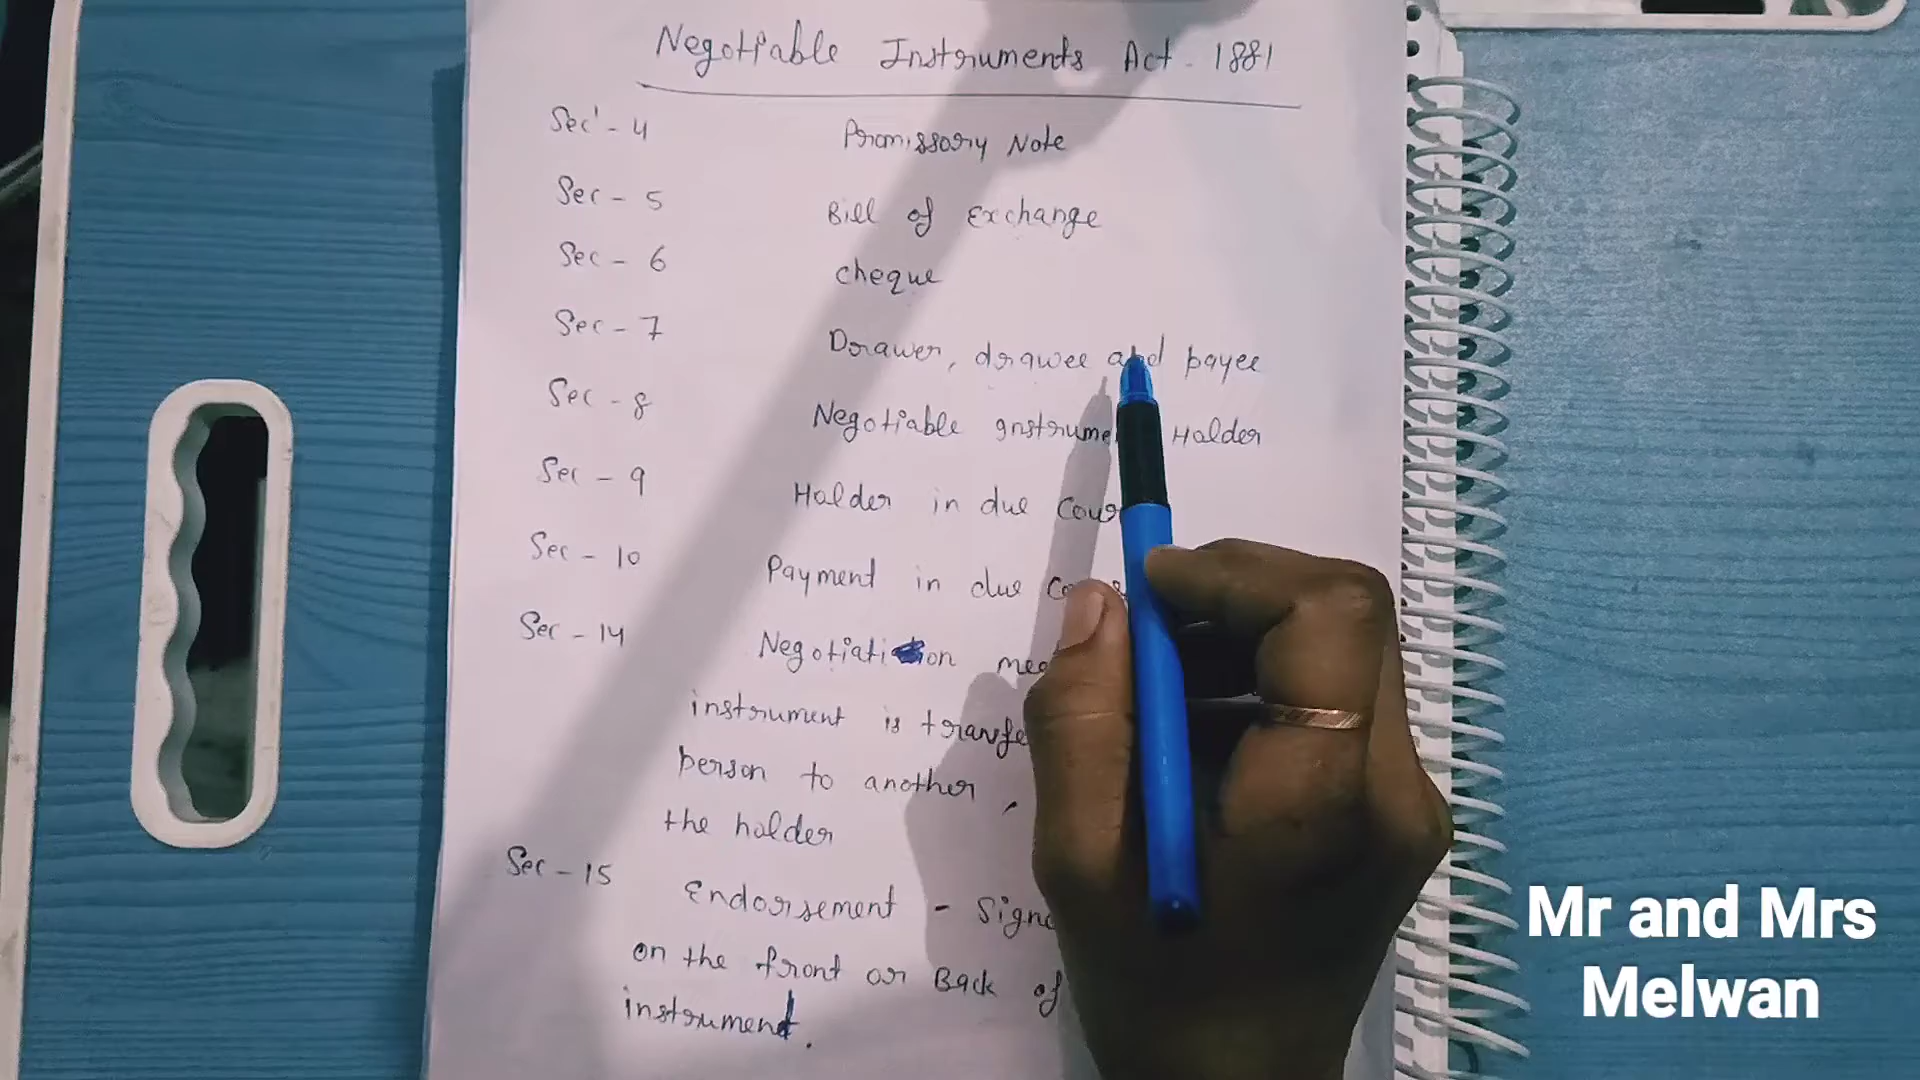 Negotiable Instruments Act - 1881
Sec' - 4 Promissory Note
Sec - 5 Bill of Exchange
Sec - 6 cheque
Sec - 7 Drawer, drawee and payee
Sec - 8 Negotiable Holder
Sec - 9 Holder in due
Sec - 10 Payment in due
Sec - 14 Negotiation
instrument is
person to another,
the holder
Sec - 15 Endorsement -
on the front or Back of
instrument.
Mr and Mrs
Melwan